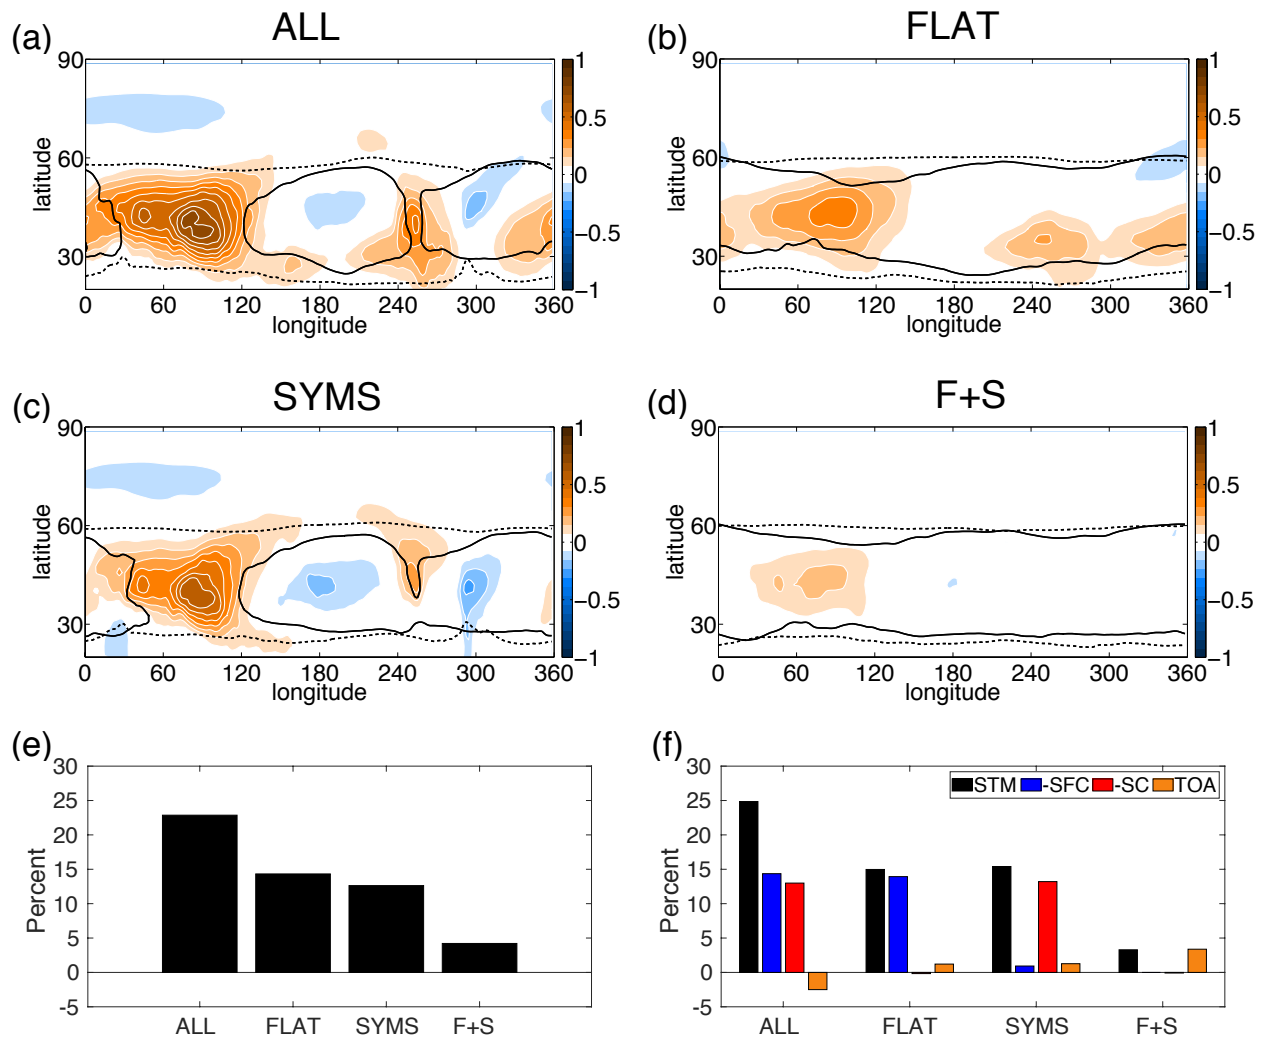 (a) ALL
90
60
30
latitude
0 60 120 180 240 300 360
longitude
1
0.5
0
−0.5
−1
(b) FLAT
90
60
30
latitude
0 60 120 180 240 300 360
longitude
1
0.5
0
−0.5
−1
(c) SYMS
90
60
30
latitude
0 60 120 180 240 300 360
longitude
1
0.5
0
−0.5
−1
(d) F+S
90
60
30
latitude
0 60 120 180 240 300 360
longitude
1
0.5
0
−0.5
−1
(e)
30
25
20
15
10
5
0
-5
Percent
ALL FLAT SYMS F+S
(f)
30
25
20
15
10
5
0
-5
Percent
STM -SFC -SC TOA
ALL FLAT SYMS F+S